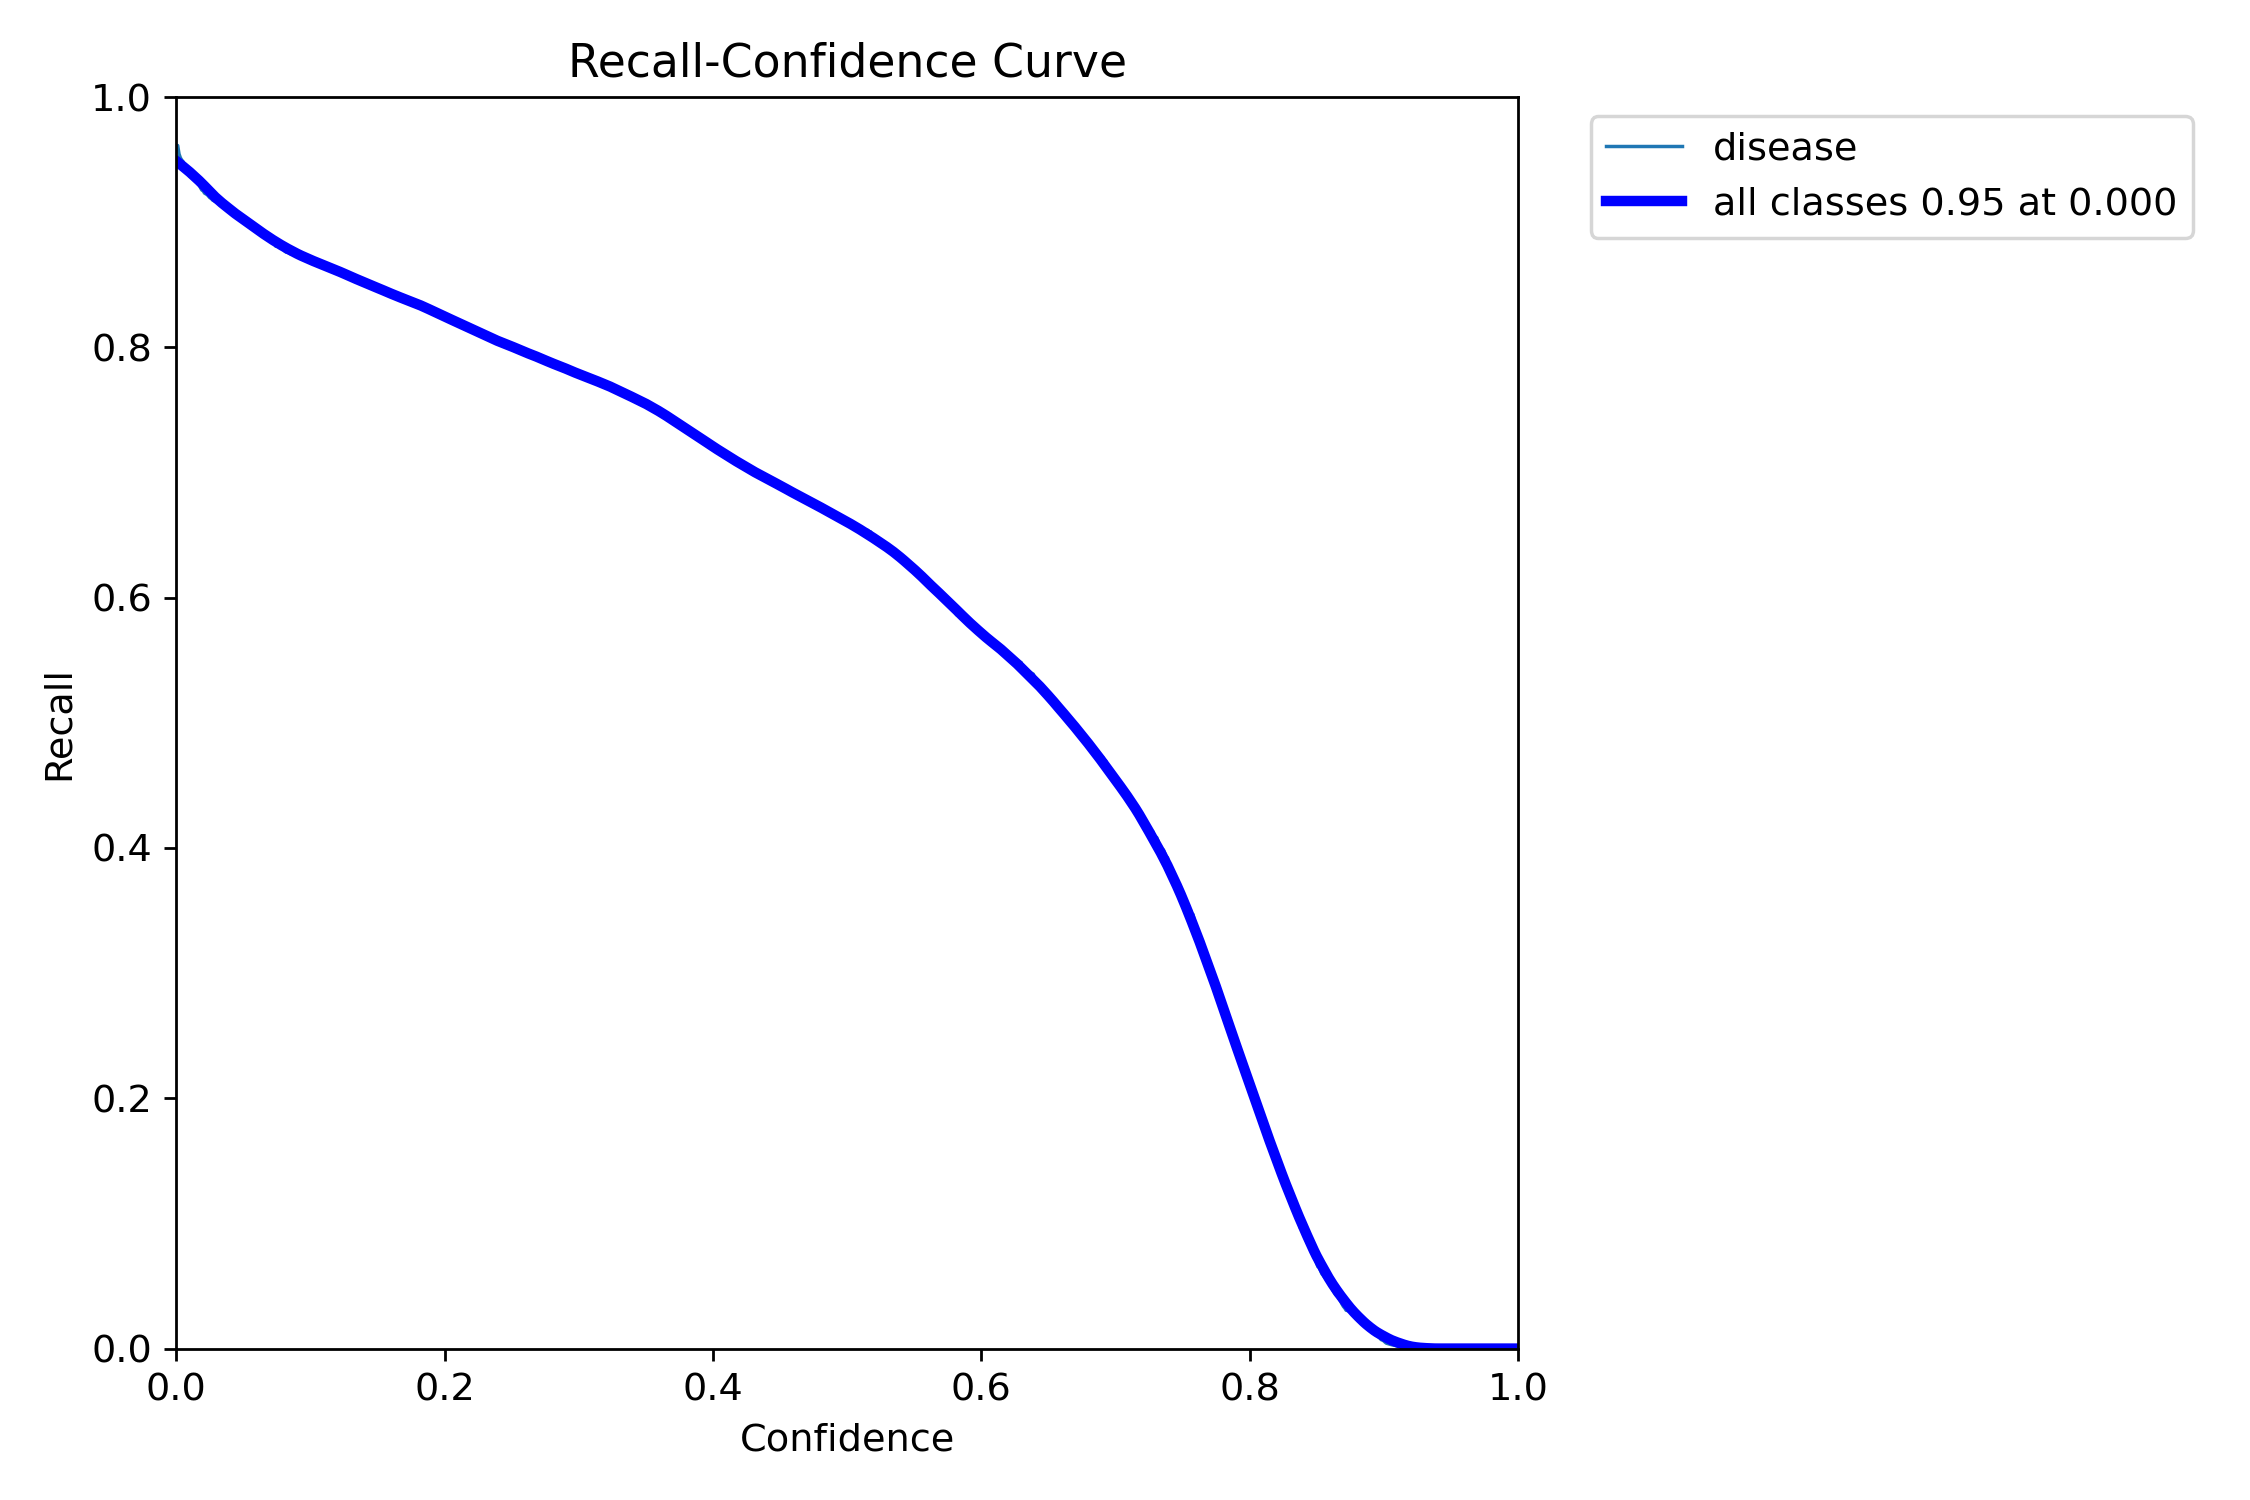 Recall-Confidence Curve
1.0
0.8
0.6
0.4
0.2
0.0
Recall
0.0 0.2 0.4 0.6 0.8 1.0
Confidence
disease
all classes 0.95 at 0.000